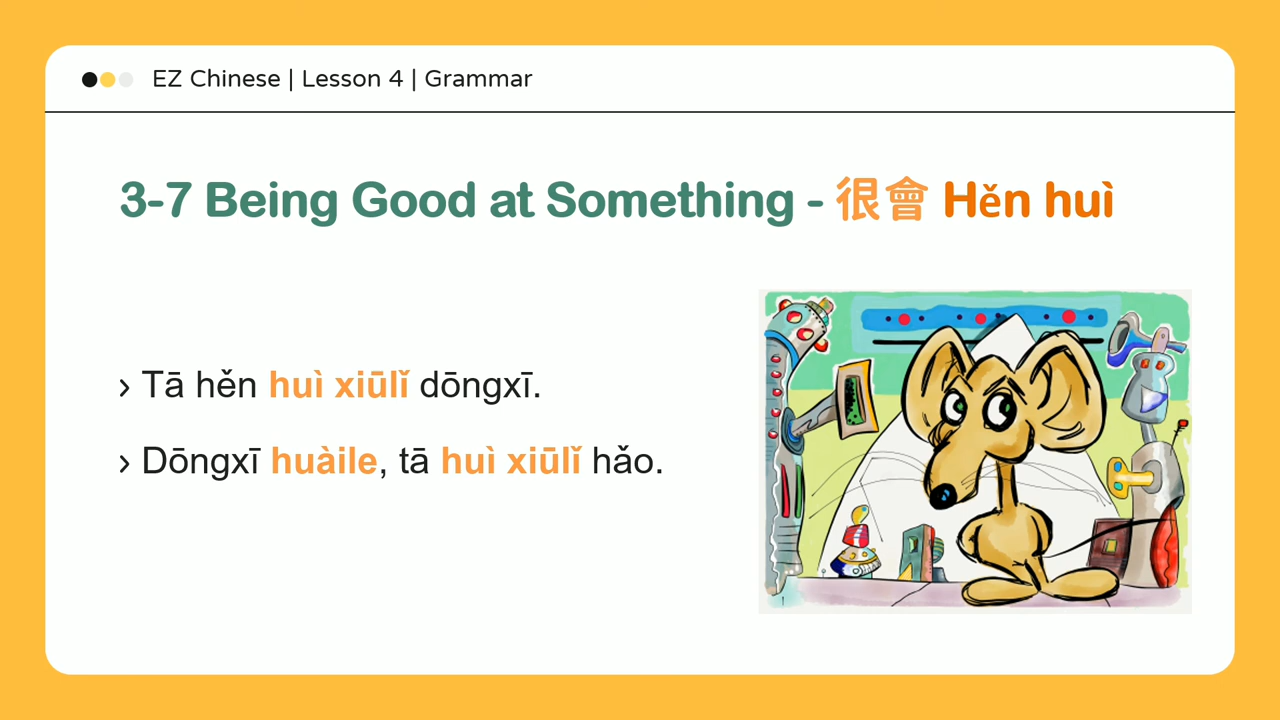 EZ Chinese | Lesson 4 | Grammar
3-7 Being Good at Something - 很會 Hěn huì
› Tā hěn huì xiūlǐ dōngxī.
› Dōngxī huàile, tā huì xiūlǐ hǎo.